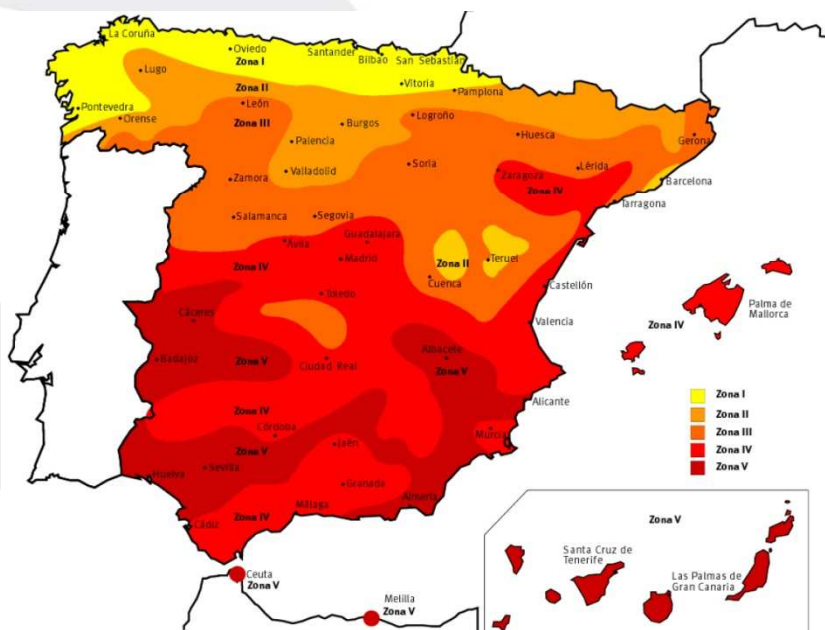 La Coruña
Oviedo
Santander
Bilbao
San Sebastián
Zona I
Lugo
Vitoria
Zona II
Pamplona
León
Pontevedra
Orense
Zona III
Burgos
Logroño
Palencia
Huesca
Gerona
Valladolid
Soria
Zamora
Zaragoza
Lérida
Zona IV
Barcelona
Tarragona
Salamanca
Segovia
Guadalajara
Ávila
Madrid
Zona IV
Zona II
Teruel
Cuenca
Toledo
Castellón
Cáceres
Valencia
Zona IV
Palma de
Mallorca
Badajoz
Zona V
Ciudad Real
Albacete
Zona V
Alicante
Zona IV
Córdoba
Murcia
Jaén
Zona V
Huelva
Sevilla
Granada
Almería
Málaga
Cádiz
Zona IV
Ceuta
Zona V
Melilla
Zona V
Zona I
Zona II
Zona III
Zona IV
Zona V
Zona V
Santa Cruz de
Tenerife
Las Palmas de
Gran Canaria